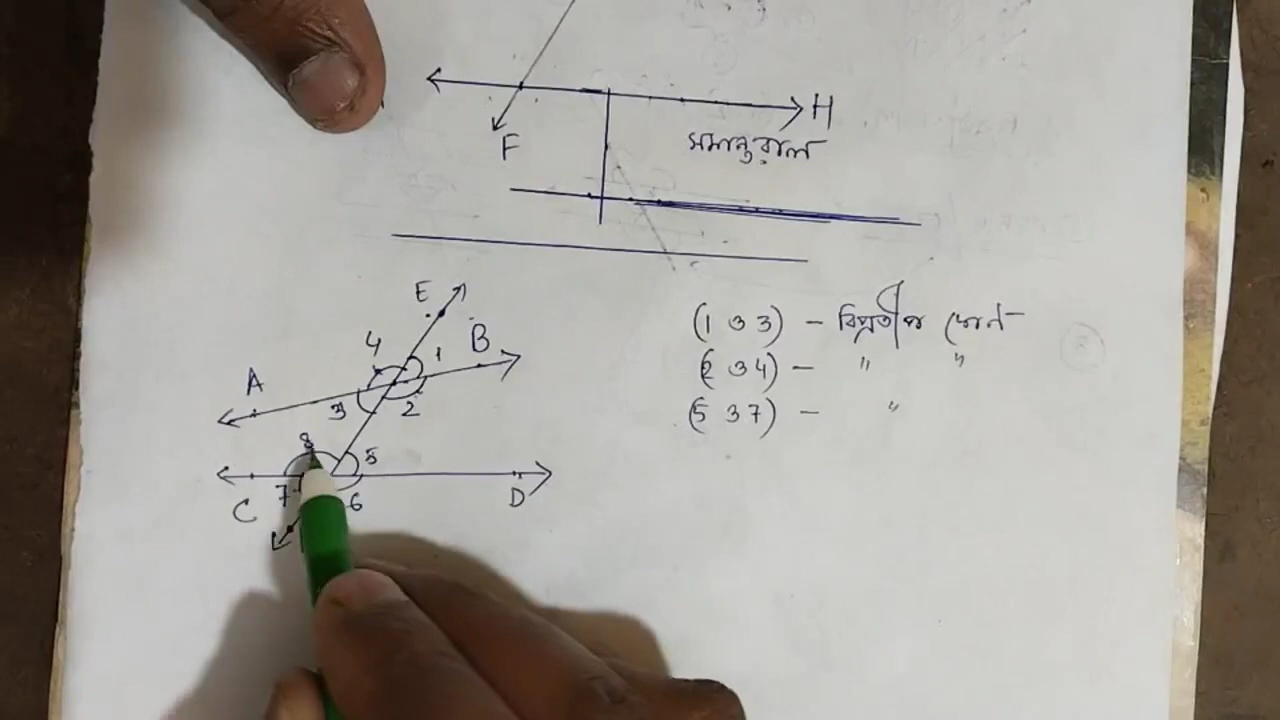 H
F
সমান্তরাল
E
4 1 B
A
3 2
8
5
C 7 6 D
(1 ও 3) - বিপ্রতীপ কোণ
(2 ও 4) - " "
(5 ও 7) - "